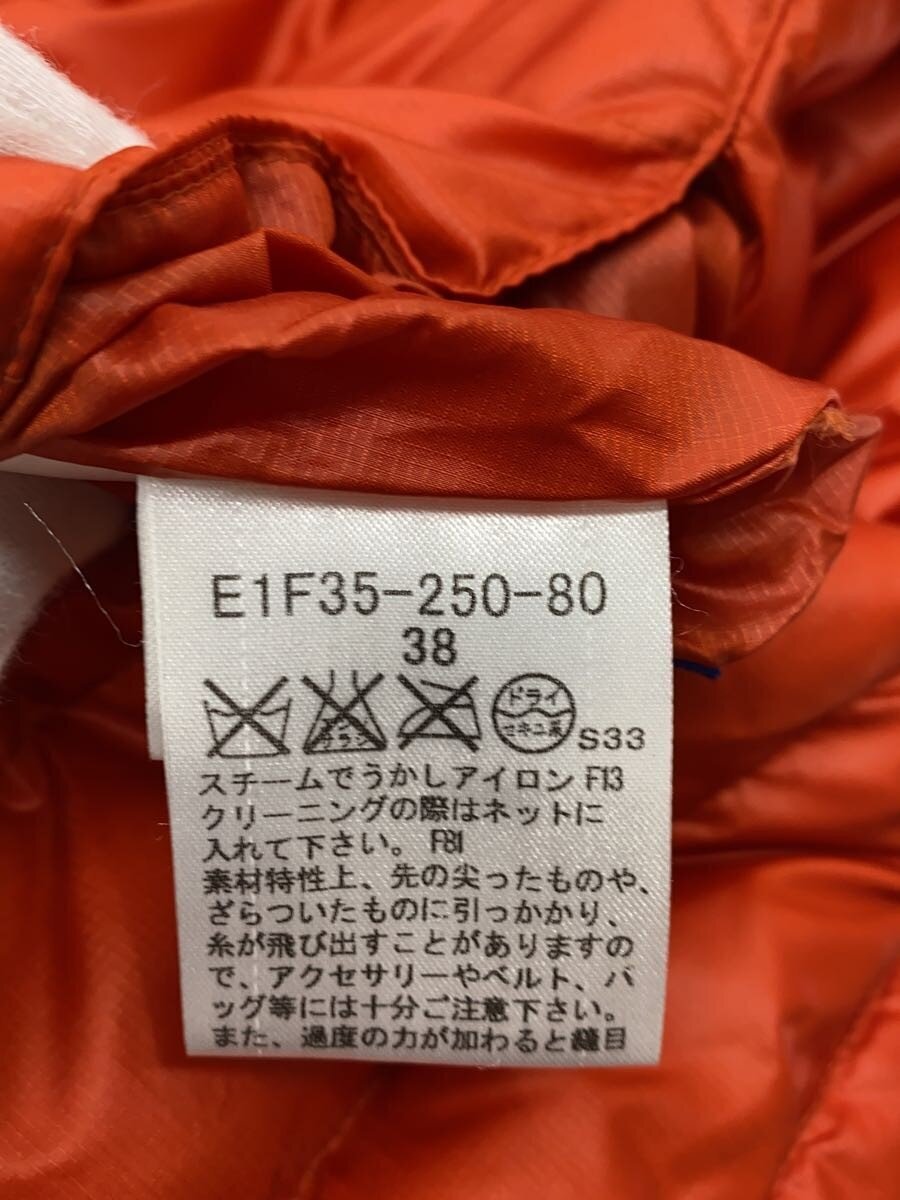 E1F35-250-80
38
エンソ
ドライ
セキユ系
S33
スチームでうかしアイロン F13
クリーニングの際はネットに
入れて下さい。 F81
素材特性上、先の尖ったものや、
ざらついたものに引っかかり、
糸が飛び出すことがありますの
で、アクセサリーやベルト、バ
ッグ等には十分ご注意下さい。
また、過度の力が加わると縫目